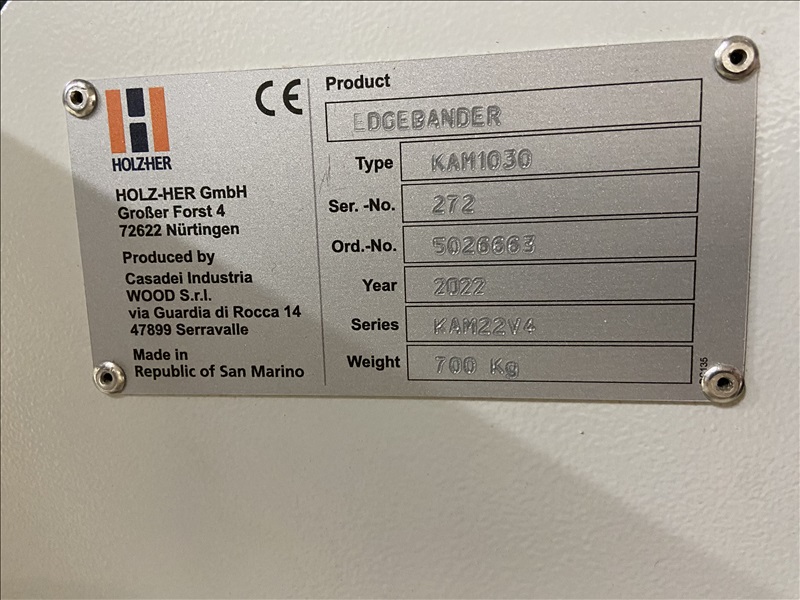 HOLZHER
CE
HOLZ-HER GmbH
Großer Forst 4
72622 Nürtingen
Produced by
Casadei Industria
WOOD S.r.l.
via Guardia di Rocca 14
47899 Serravalle
Made in
Republic of San Marino
Product
EDGEBANDER
Type KAM1030
Ser. -No. 272
Ord.-No. 5026663
Year 2022
Series KAM22V4
Weight 700 Kg